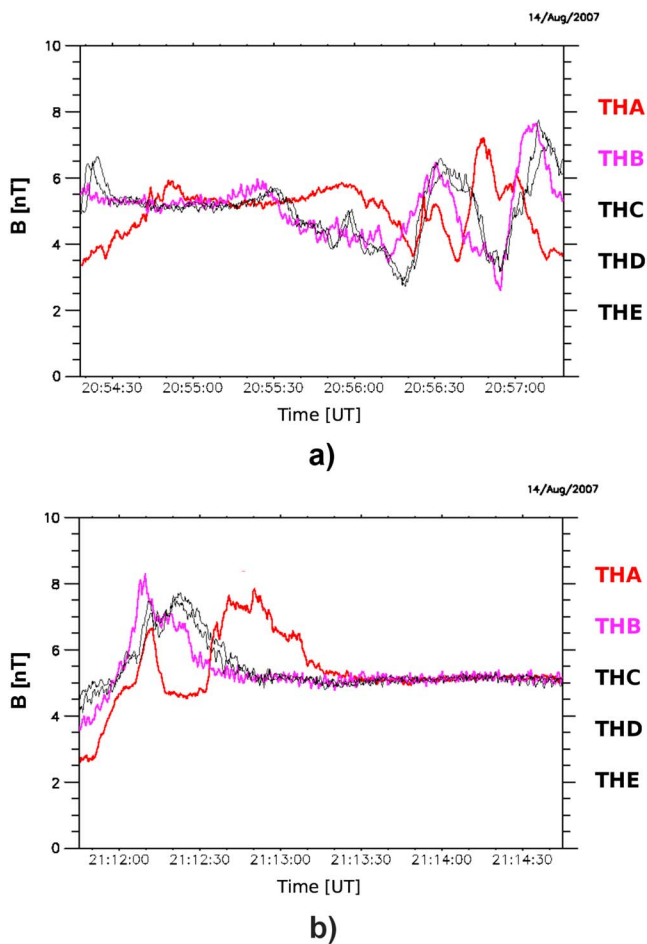 14/Aug/2007
10
8
6
4
2
0
B [nT]
THA
THB
THC
THD
THE
20:54:30 20:55:00 20:55:30 20:56:00 20:56:30 20:57:00
Time [UT]
a)
14/Aug/2007
10
8
6
4
2
0
B [nT]
THA
THB
THC
THD
THE
21:12:00 21:12:30 21:13:00 21:13:30 21:14:00 21:14:30
Time [UT]
b)